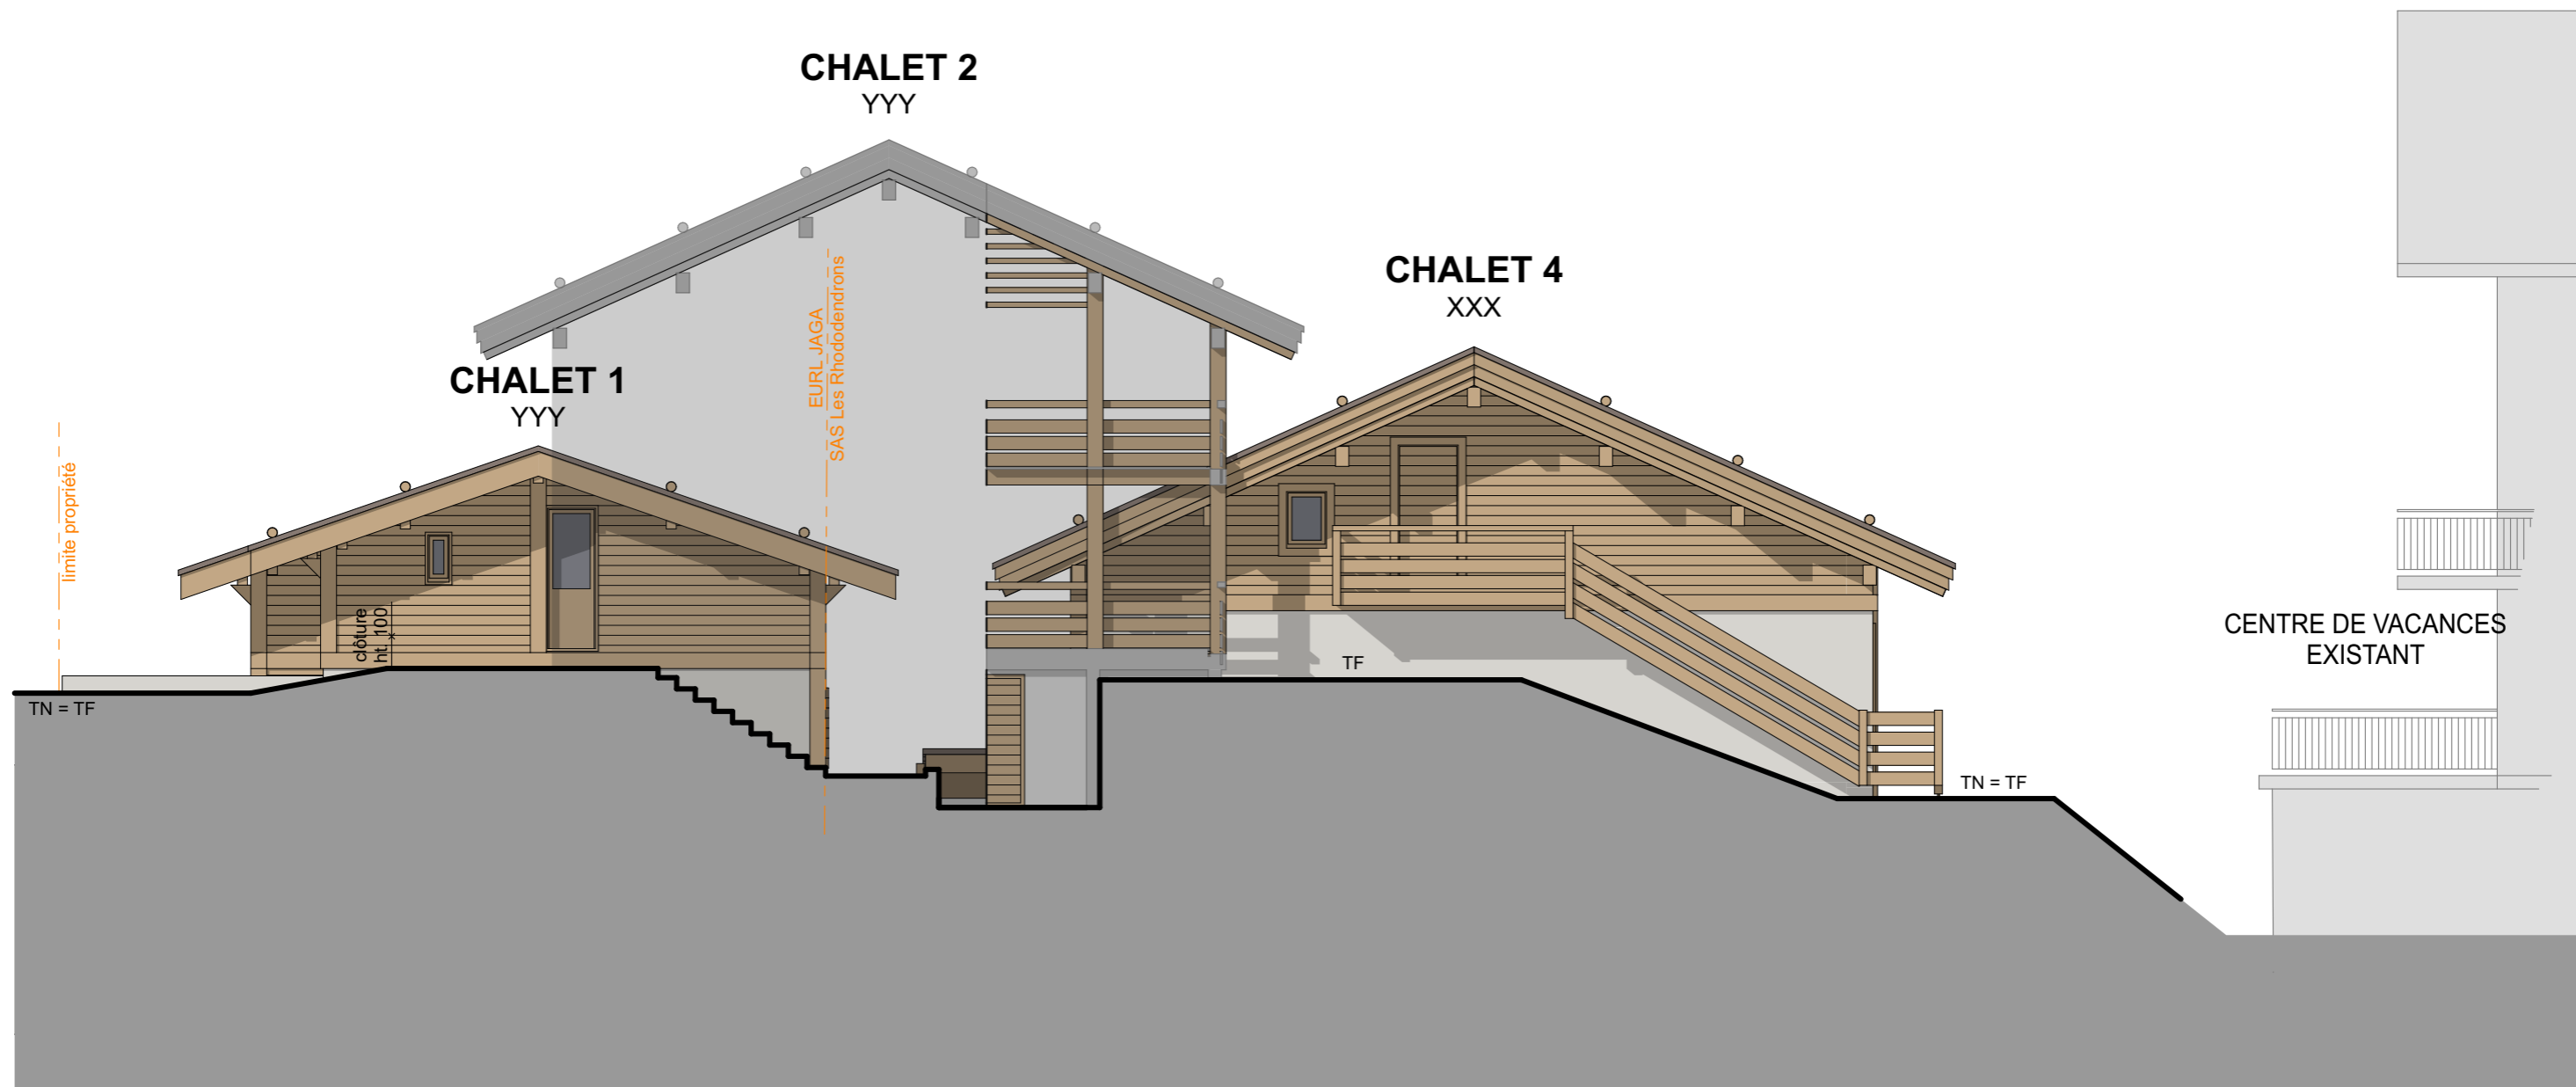 CHALET 2
YYY
CHALET 4
XXX
CHALET 1
YYY
EURL JAGA
SAS Les Rhododendrons
limite propriété
clôture
ht. 100
TF
TN = TF
TN = TF
CENTRE DE VACANCES
EXISTANT